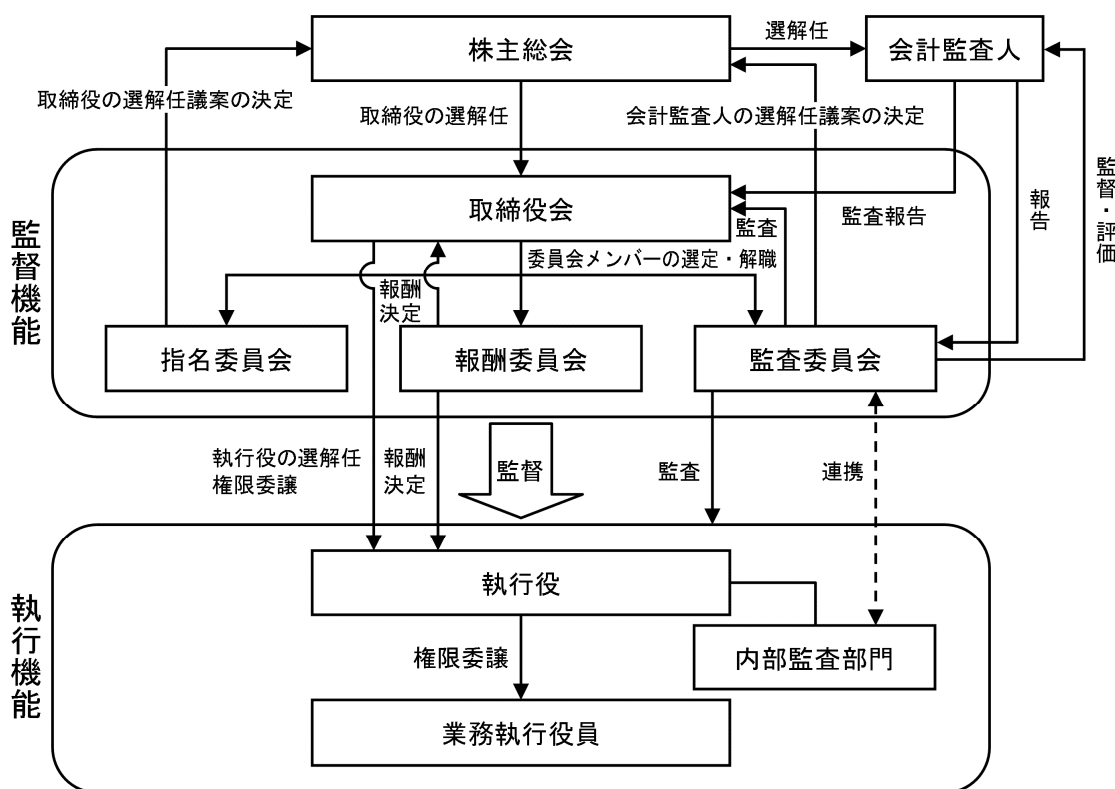 株主総会
選解任
会計監査人
取締役の選解任議案の決定
取締役の選解任
会計監査人の選解任議案の決定
監督・評価
監督機能
取締役会
監査
監査報告
報告
委員会メンバーの選定・解職
報酬
決定
指名委員会
報酬委員会
監査委員会
執行役の選解任
権限委譲
報酬
決定
監督
監査
連携
執行機能
執行役
権限委譲
内部監査部門
業務執行役員